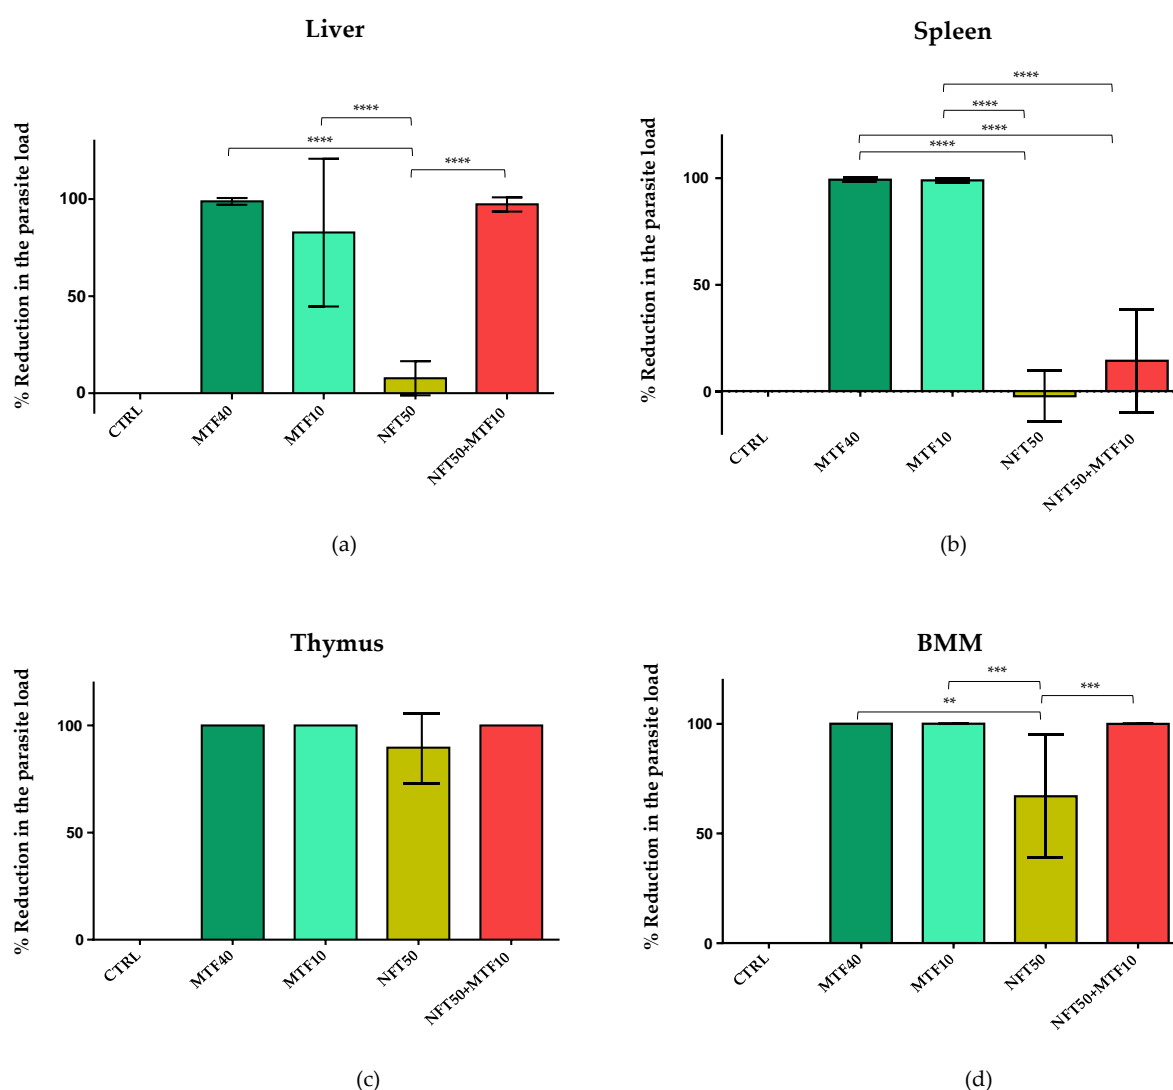 Liver
% Reduction in the parasite load
****
****
****
100
50
0
CTRL
MTF40
MTF10
NFT50
NFT50+MTF10
(a)
Spleen
% Reduction in the parasite load
****
****
****
****
100
50
0
CTRL
MTF40
MTF10
NFT50
NFT50+MTF10
(b)
Thymus
% Reduction in the parasite load
100
50
0
CTRL
MTF40
MTF10
NFT50
NFT50+MTF10
(c)
BMM
% Reduction in the parasite load
***
**
***
100
50
0
CTRL
MTF40
MTF10
NFT50
NFT50+MTF10
(d)